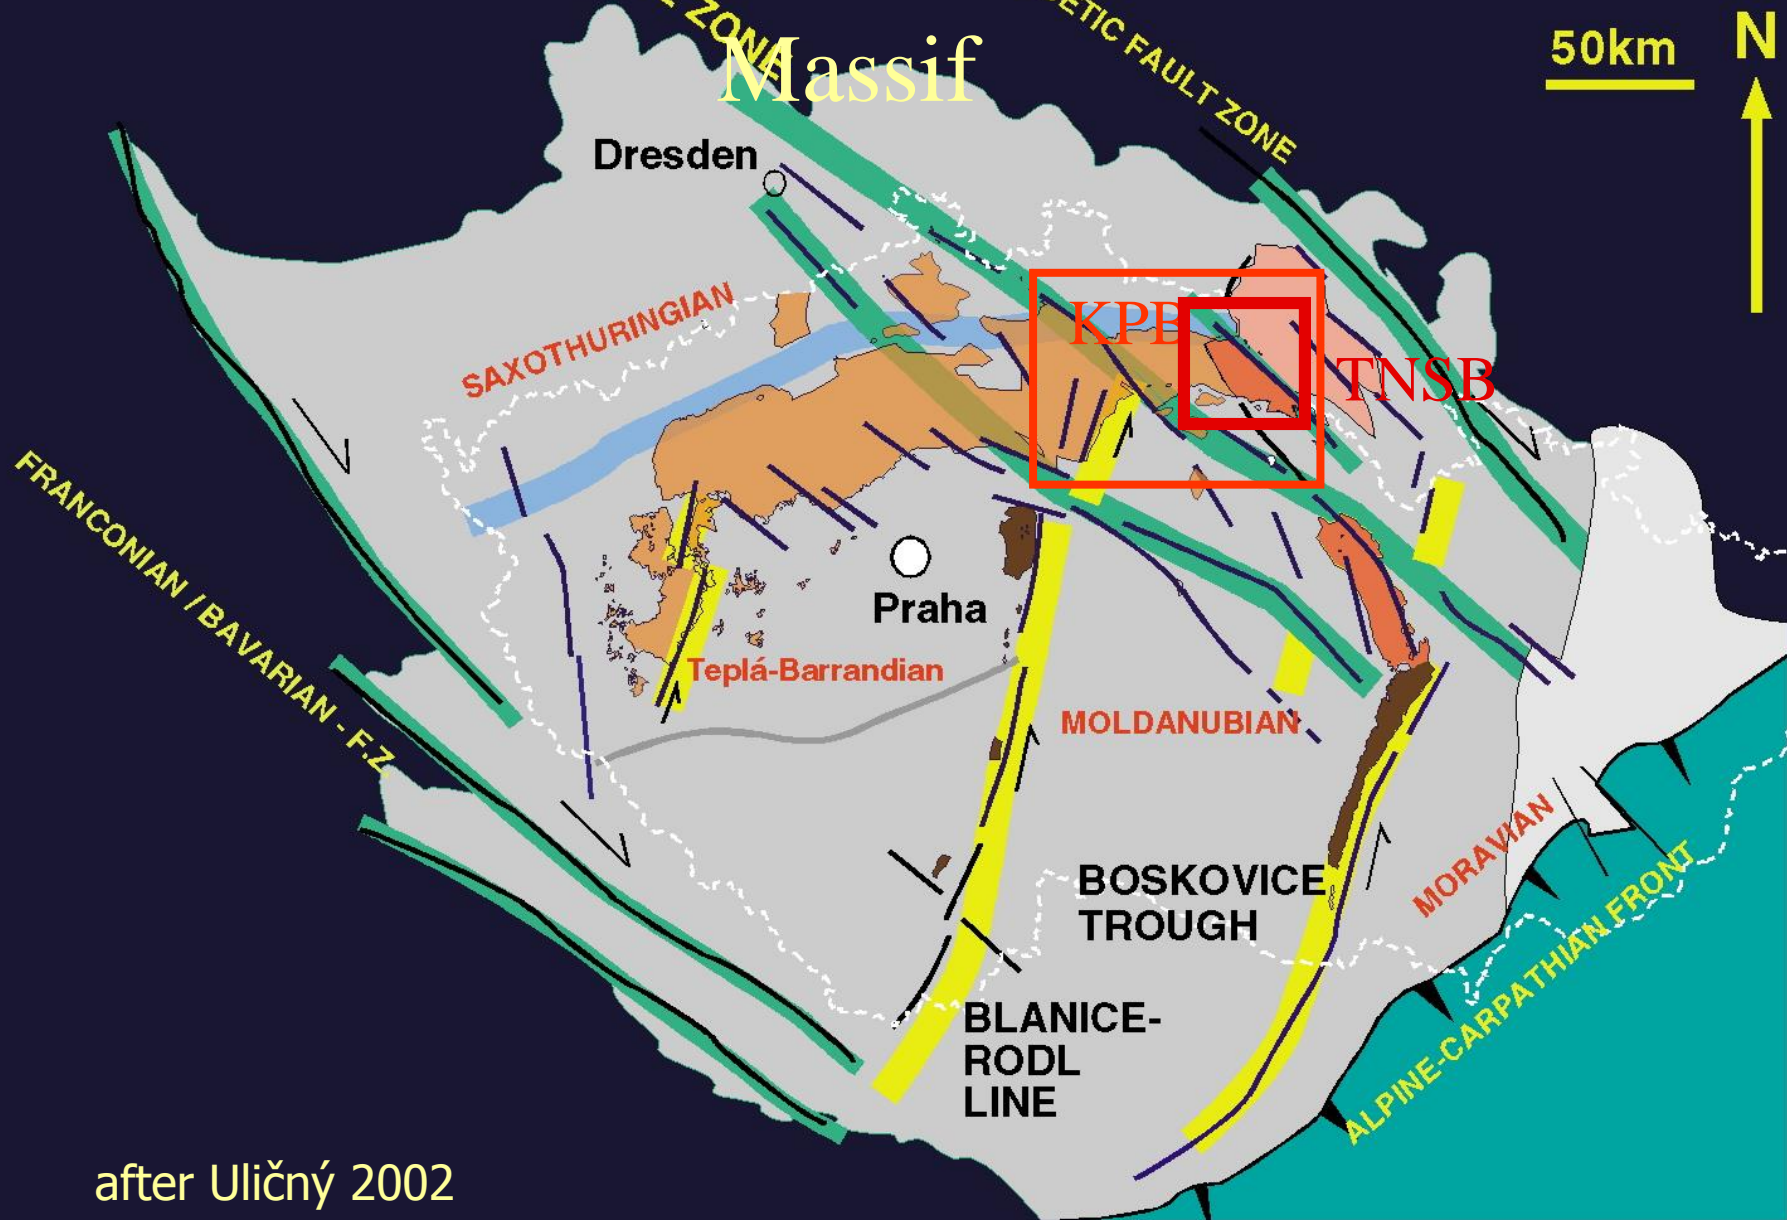 ZONE
Massif
ETIC FAULT ZONE
50km
N
Dresden
SAXOTHURINGIAN
KPB
TNSB
FRANCONIAN / BAVARIAN - F.Z.
Praha
Teplá-Barrandian
MOLDANUBIAN
MORAVIAN
BOSKOVICE
TROUGH
ALPINE-CARPATHIAN FRONT
BLANICE-
RODL
LINE
after Uličný 2002